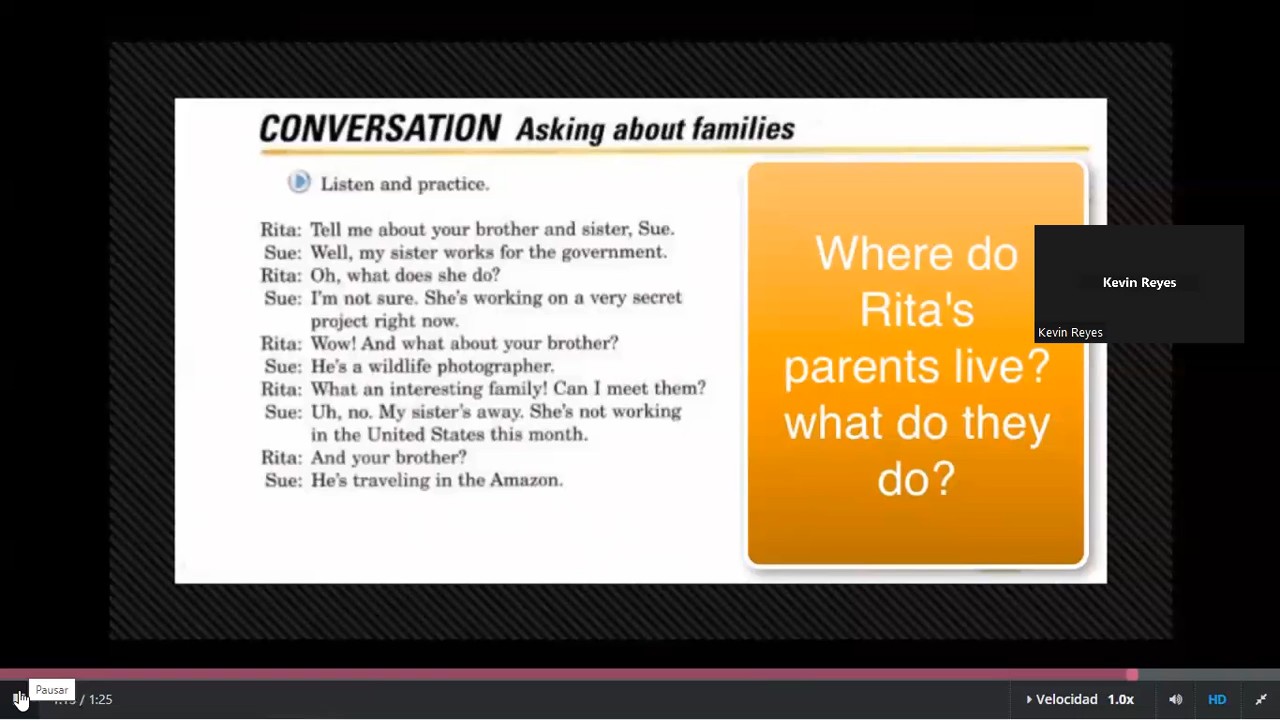 CONVERSATION Asking about families
Listen and practice.
Rita: Tell me about your brother and sister, Sue.
Sue: Well, my sister works for the government.
Rita: Oh, what does she do?
Sue: I'm not sure. She's working on a very secret
project right now.
Rita: Wow! And what about your brother?
Sue: He's a wildlife photographer.
Rita: What an interesting family! Can I meet them?
Sue: Uh, no. My sister's away. She's not working
in the United States this month.
Rita: And your brother?
Sue: He's traveling in the Amazon.
Where do
Rita's
parents live?
what do they
do?
Kevin Reyes
Kevin Reyes
Pausar
/ 1:25
Velocidad 1.0x
HD